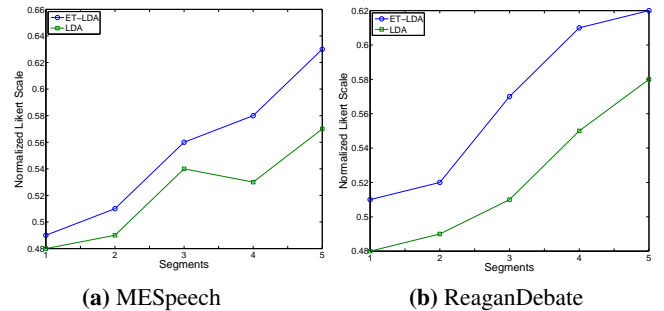 0.66
0.64
0.62
0.6
0.58
0.56
0.54
0.52
0.5
0.48
Normalized Likert Scale
ET-LDA
LDA
1 2 3 4 5
Segments
(a) MESpeech
0.62
0.6
0.58
0.56
0.54
0.52
0.5
0.48
Normalized Likert Scale
ET-LDA
LDA
1 2 3 4 5
Segments
(b) ReaganDebate